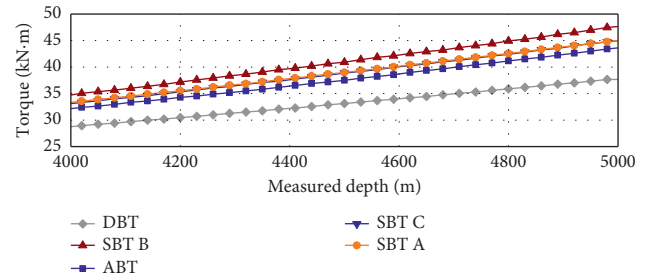 50
45
40
35
30
25
Torque (kN·m)
4000 4200 4400 4600 4800 5000
Measured depth (m)
DBT
SBT B
ABT
SBT C
SBT A